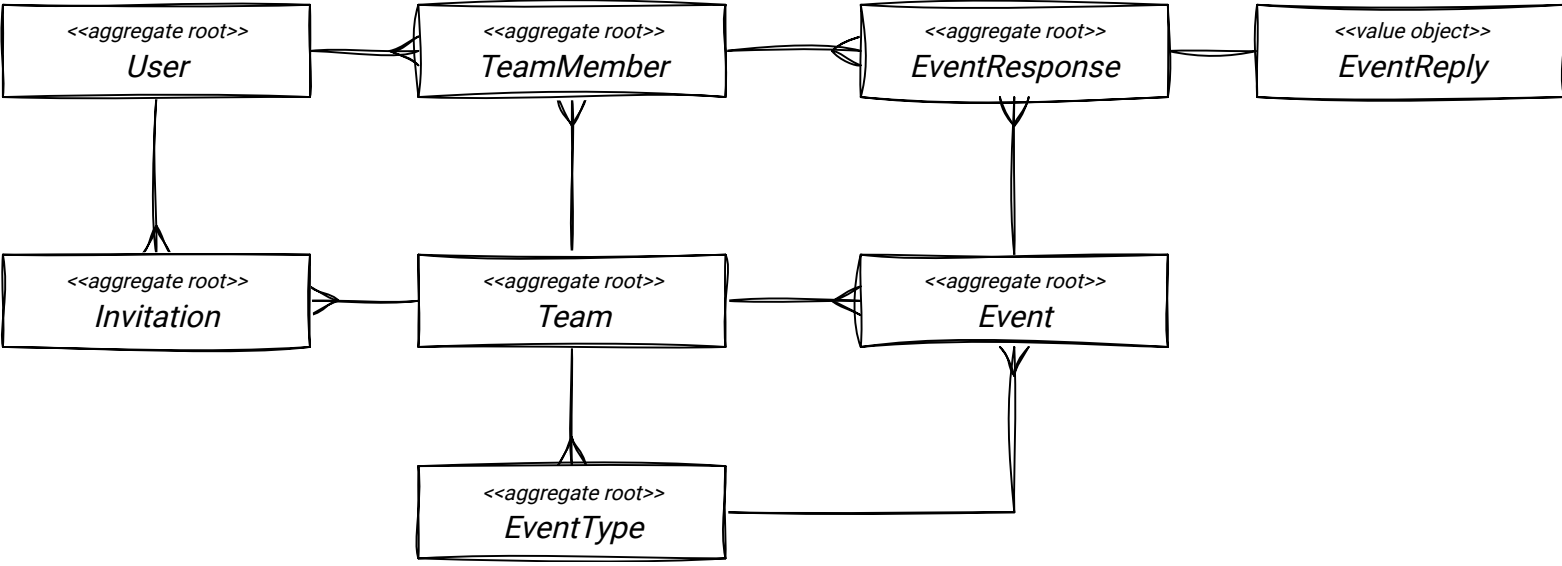 <<aggregate root>>
User
<<aggregate root>>
TeamMember
<<aggregate root>>
EventResponse
<<value object>>
EventReply
<<aggregate root>>
Invitation
<<aggregate root>>
Team
<<aggregate root>>
Event
<<aggregate root>>
EventType